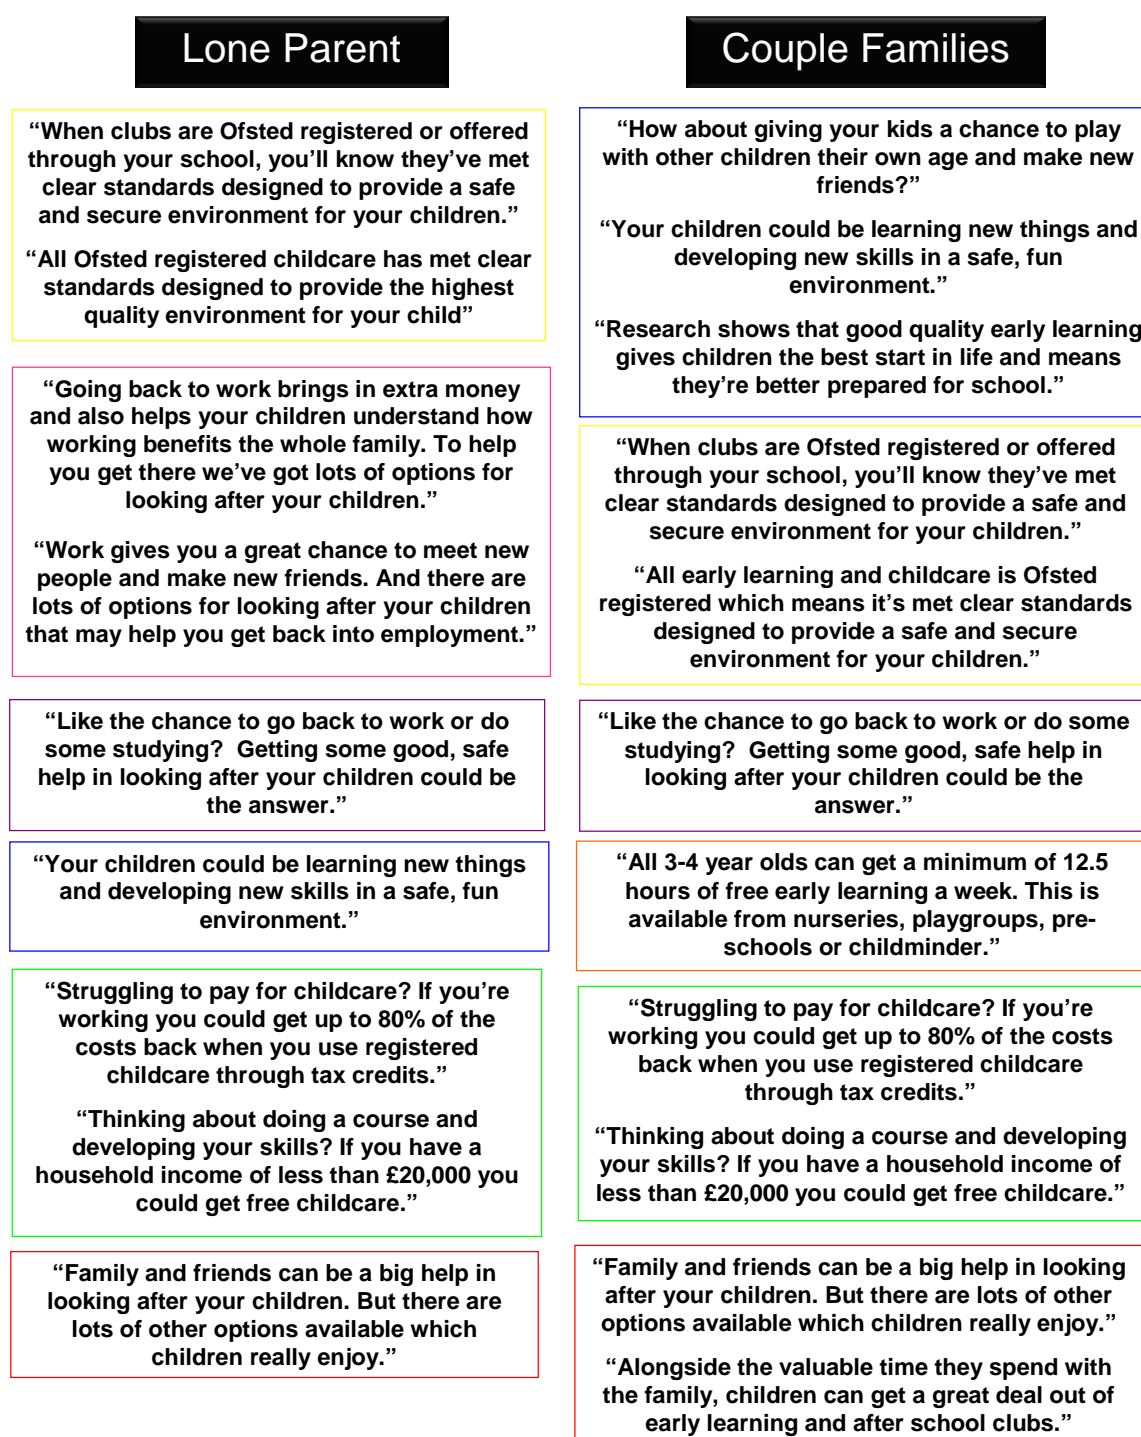 Lone Parent
“When clubs are Ofsted registered or offered
through your school, you’ll know they’ve met
clear standards designed to provide a safe
and secure environment for your children.”
“All Ofsted registered childcare has met clear
standards designed to provide the highest
quality environment for your child”
“Going back to work brings in extra money
and also helps your children understand how
working benefits the whole family. To help
you get there we’ve got lots of options for
looking after your children.”
“Work gives you a great chance to meet new
people and make new friends. And there are
lots of options for looking after your children
that may help you get back into employment.”
“Like the chance to go back to work or do
some studying?  Getting some good, safe
help in looking after your children could be
the answer.”
“Your children could be learning new things
and developing new skills in a safe, fun
environment.”
“Struggling to pay for childcare? If you’re
working you could get up to 80% of the
costs back when you use registered
childcare through tax credits.”
“Thinking about doing a course and
developing your skills? If you have a
household income of less than £20,000 you
could get free childcare.”
“Family and friends can be a big help in
looking after your children. But there are
lots of other options available which
children really enjoy.”
Couple Families
“How about giving your kids a chance to play
with other children their own age and make new
friends?”
“Your children could be learning new things and
developing new skills in a safe, fun
environment.”
“Research shows that good quality early learning
gives children the best start in life and means
they’re better prepared for school.”
“When clubs are Ofsted registered or offered
through your school, you’ll know they’ve met
clear standards designed to provide a safe and
secure environment for your children.”
“All early learning and childcare is Ofsted
registered which means it’s met clear standards
designed to provide a safe and secure
environment for your children.”
“Like the chance to go back to work or do some
studying?  Getting some good, safe help in
looking after your children could be the
answer.”
“All 3-4 year olds can get a minimum of 12.5
hours of free early learning a week. This is
available from nurseries, playgroups, pre-
schools or childminder.”
“Struggling to pay for childcare? If you’re
working you could get up to 80% of the costs
back when you use registered childcare
through tax credits.”
“Thinking about doing a course and developing
your skills? If you have a household income of
less than £20,000 you could get free childcare.”
“Family and friends can be a big help in looking
after your children. But there are lots of other
options available which children really enjoy.”
“Alongside the valuable time they spend with
the family, children can get a great deal out of
early learning and after school clubs.”